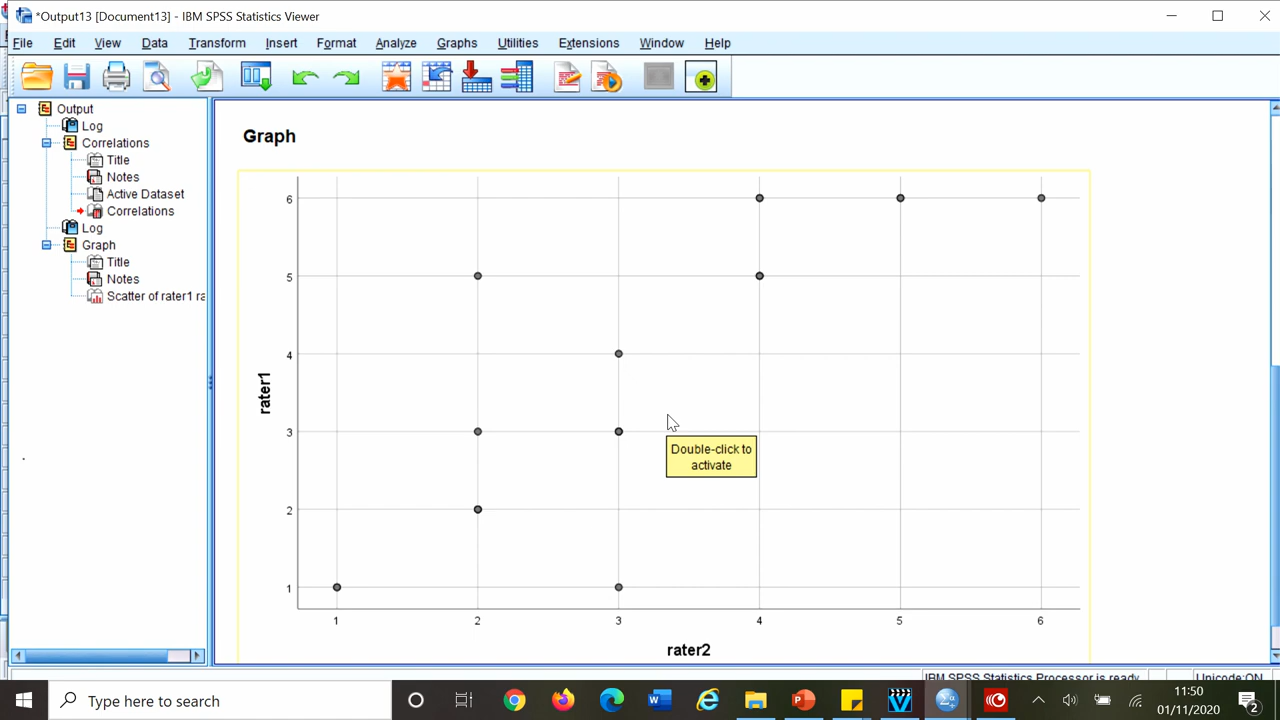 *Output13 [Document13] - IBM SPSS Statistics Viewer
File Edit View Data Transform Insert Format Analyze Graphs Utilities Extensions Window Help
Output
Log
Correlations
Title
Notes
Active Dataset
Correlations
Log
Graph
Title
Notes
Scatter of rater1 ra
Graph
6
5
4
3
2
1
rater1
Double-click to
activate
1 2 3 4 5 6
rater2
IBM SPSS Statistics Processor is ready
Unicode:ON
Type here to search
11:50
01/11/2020
2